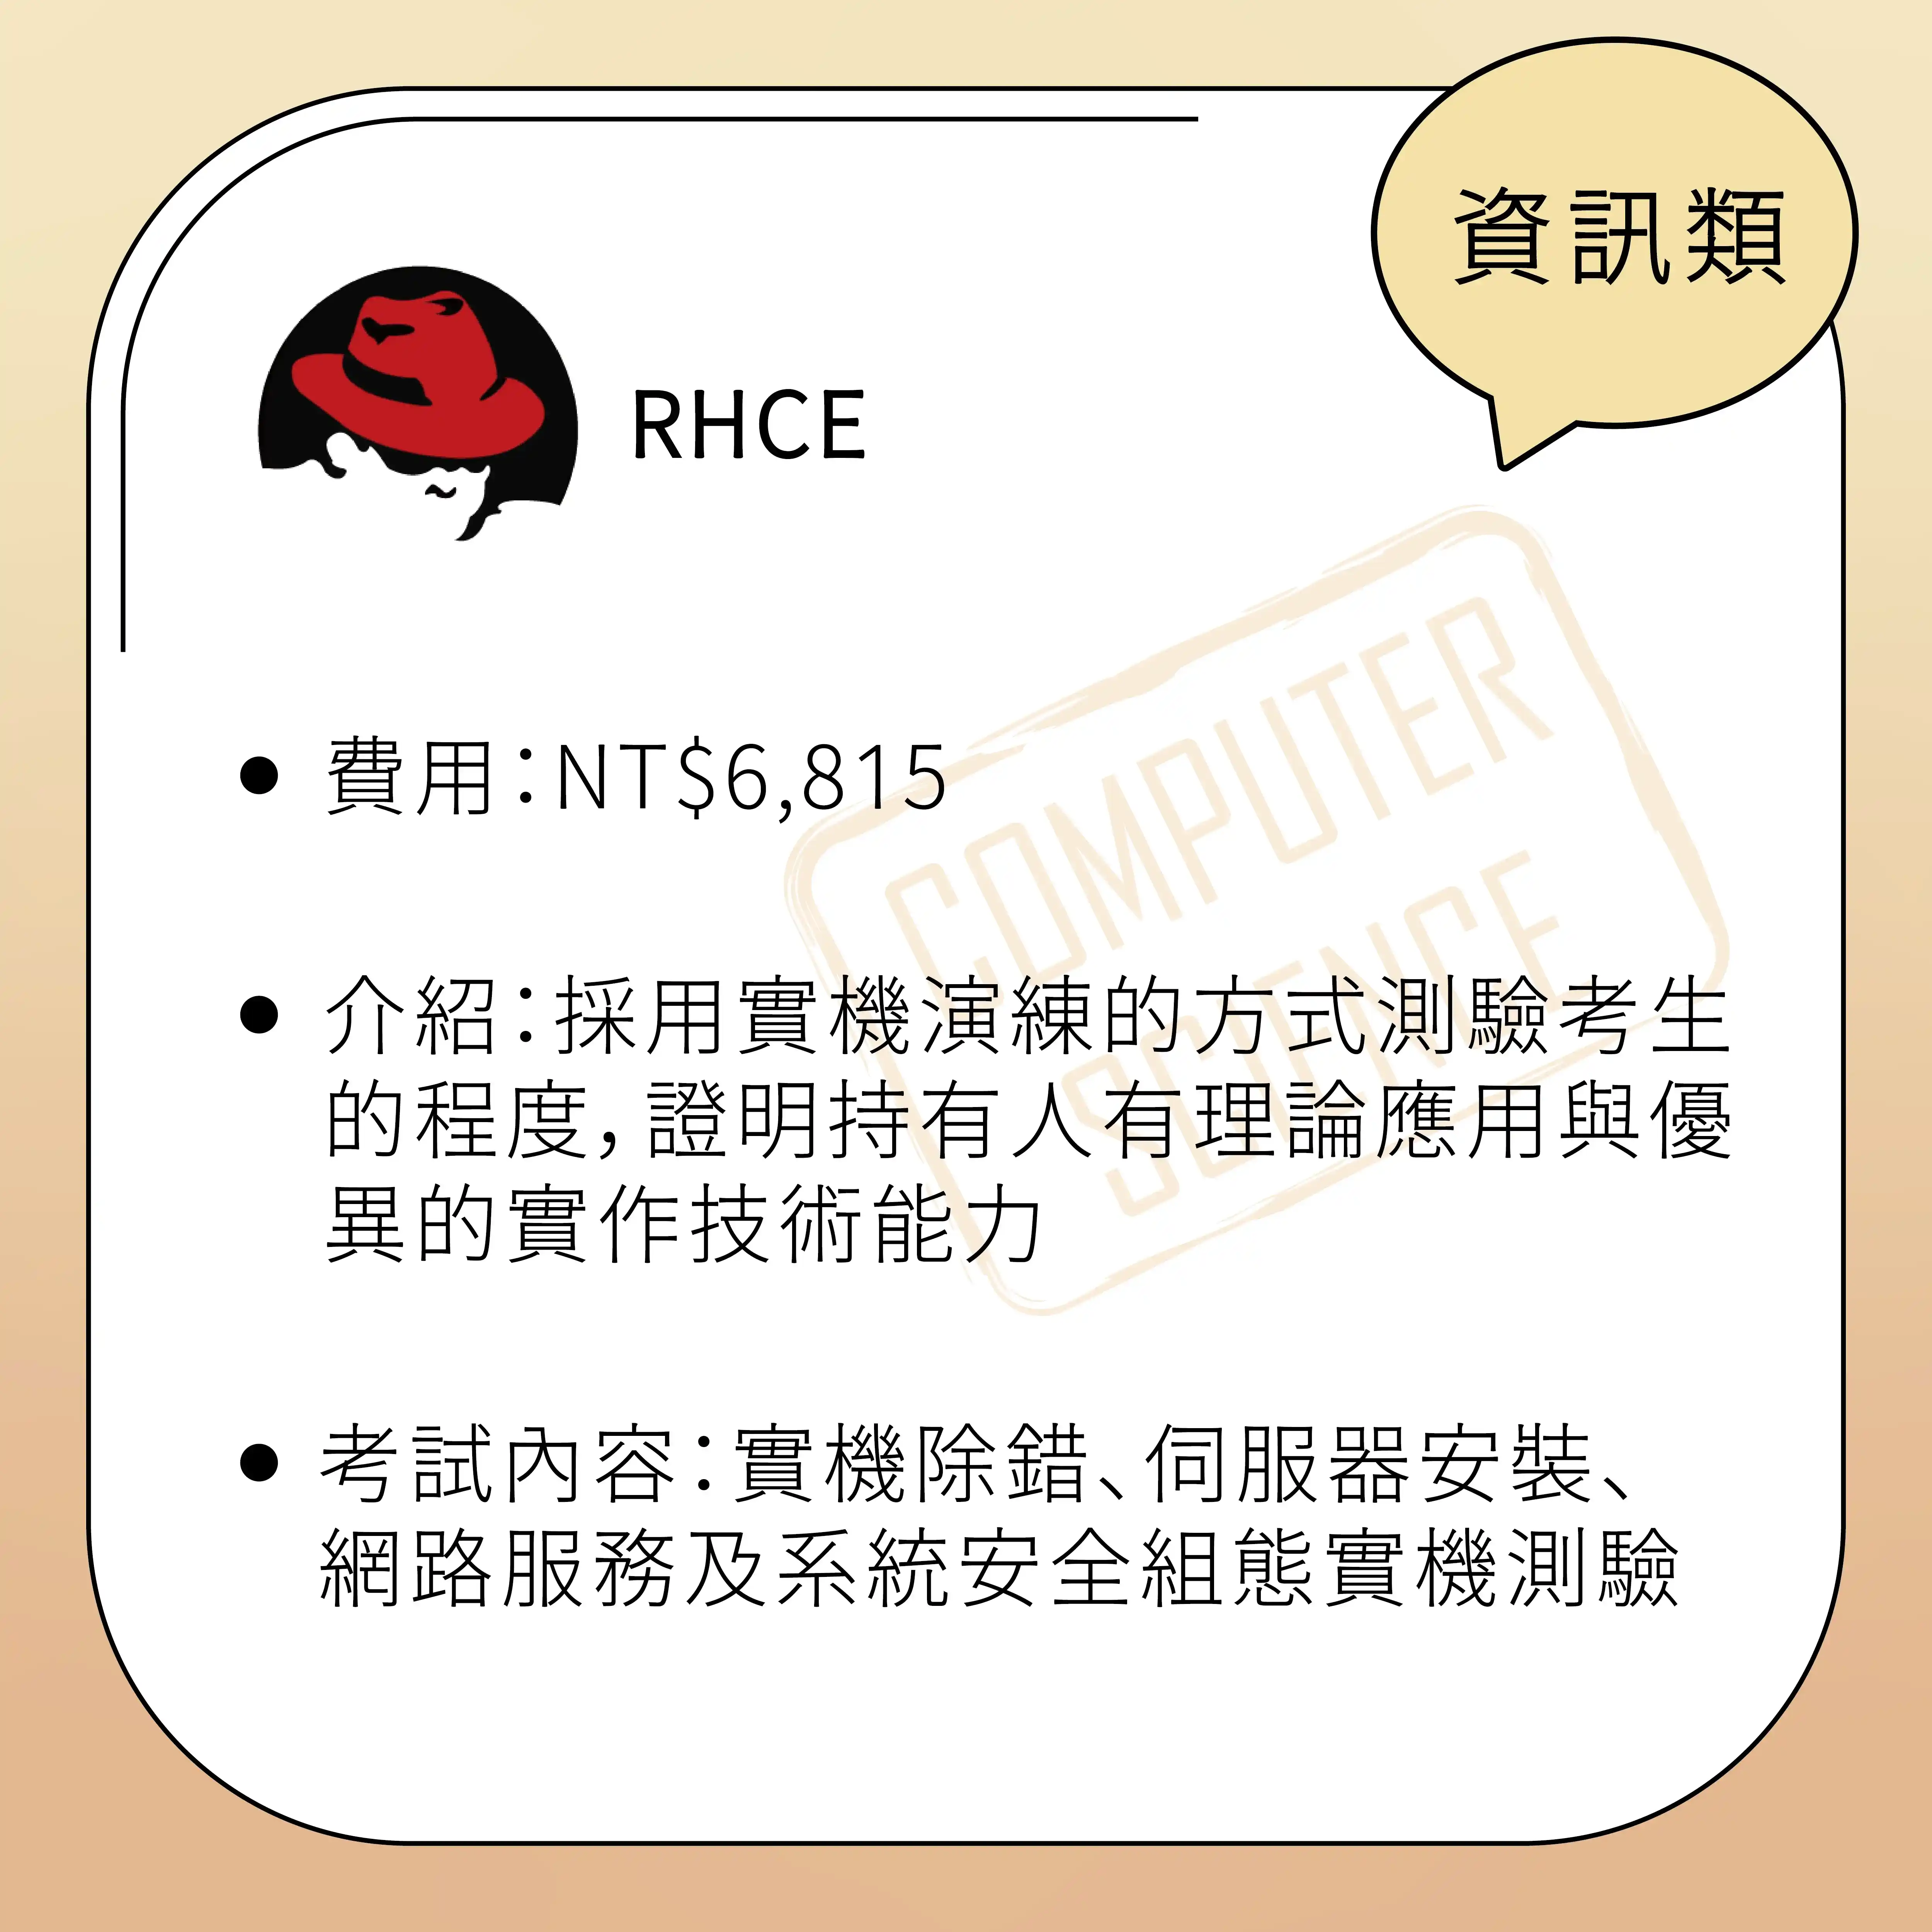 資訊類
RHCE
COMPUTER
SCIENCE
• 費用：NT$6,815
• 介紹：採用實機演練的方式測驗考生
的程度，證明持有人有理論應用與優
異的實作技術能力
• 考試內容：實機除錯、伺服器安裝、
網路服務及系統安全組態實機測驗